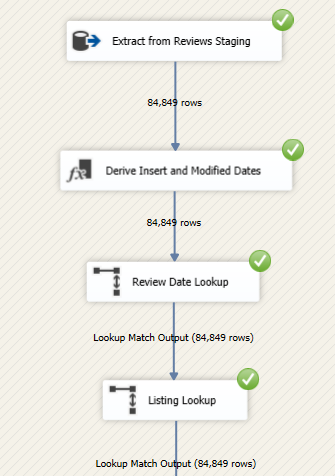 Extract from Reviews Staging
84,849 rows
fx
Derive Insert and Modified Dates
84,849 rows
Review Date Lookup
Lookup Match Output (84,849 rows)
Listing Lookup
Lookup Match Output (84,849 rows)